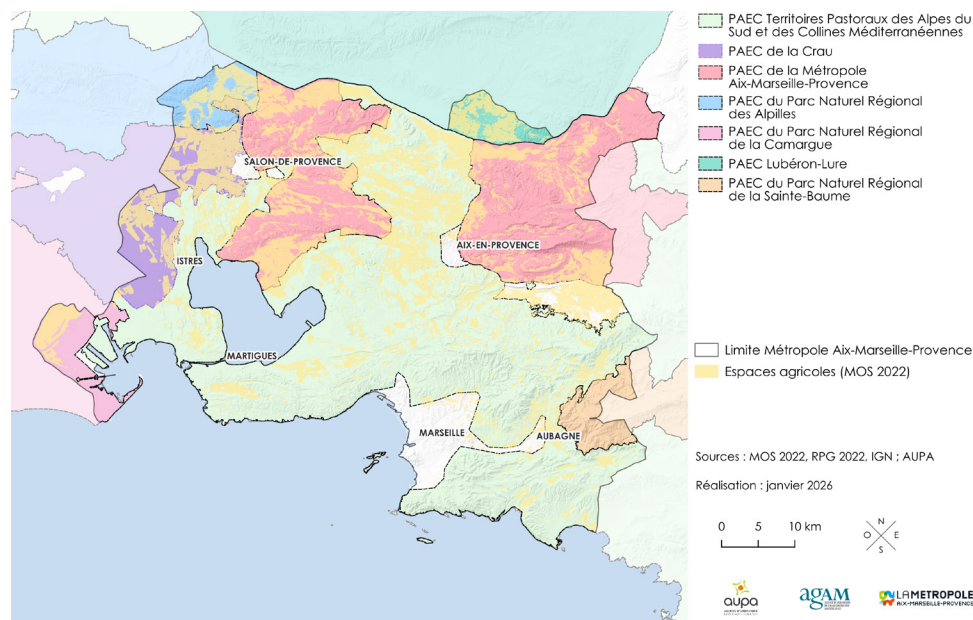 PAEC Territoires Pastoraux des Alpes du
Sud et des Collines Méditerranéennes
PAEC de la Crau
PAEC de la Métropole
Aix-Marseille-Provence
PAEC du Parc Naturel Régional
des Alpilles
PAEC du Parc Naturel Régional
de la Camargue
PAEC Lubéron-Lure
PAEC du Parc Naturel Régional
de la Sainte-Baume
SALON-DE-PROVENCE
AIX-EN-PROVENCE
ISTRES
MARTIGUES
MARSEILLE
AUBAGNE
Limite Métropole Aix-Marseille-Provence
Espaces agricoles (MOS 2022)
Sources : MOS 2022, RPG 2022, IGN ; AUPA
Réalisation : janvier 2026
0 5 10 km
N
O E
S
aupa
agam
LA METROPOLE
AIX-MARSEILLE-PROVENCE